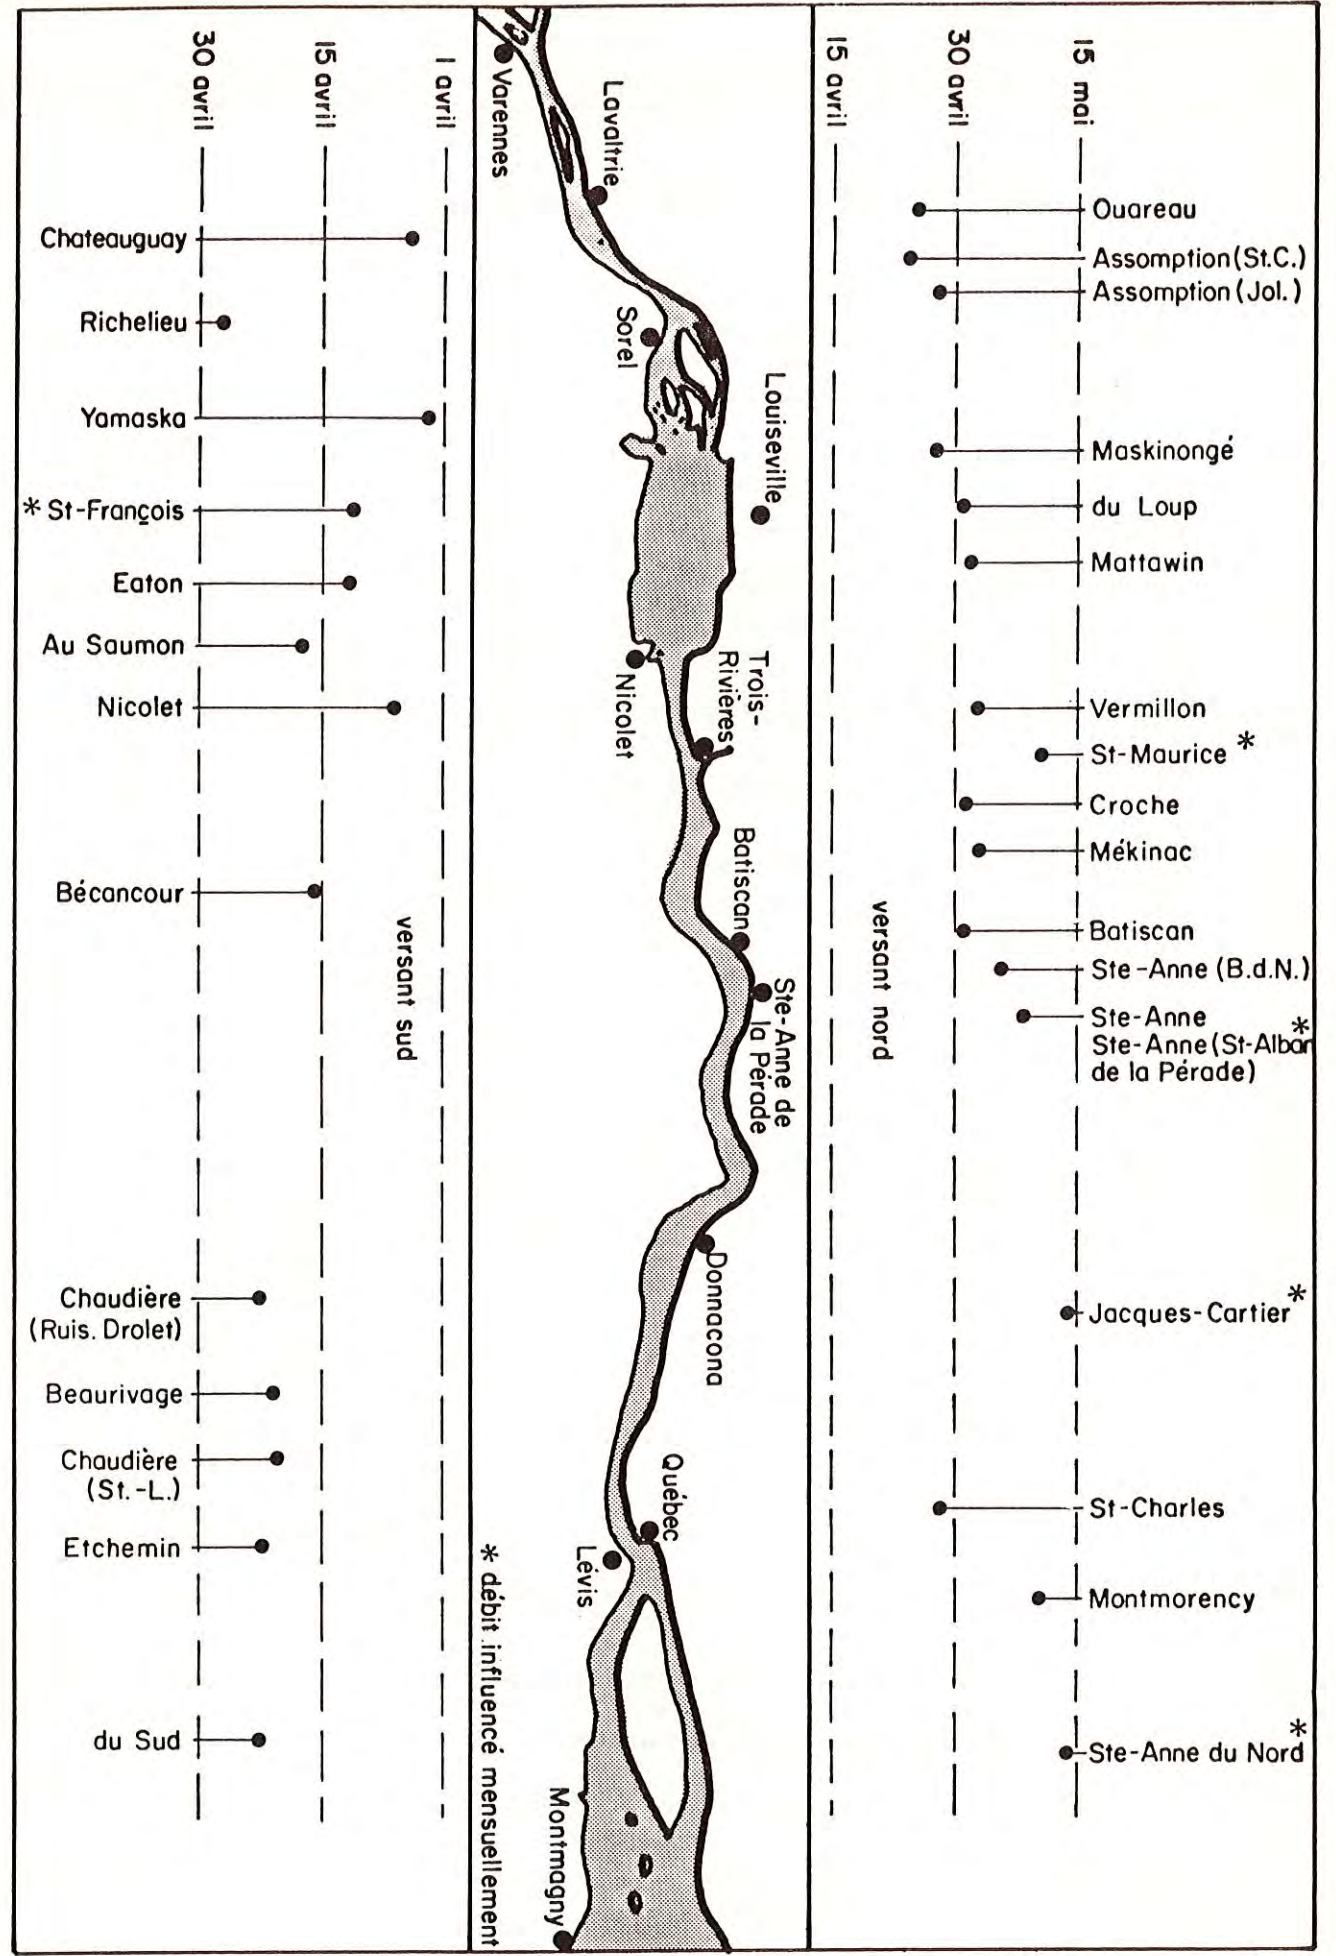 30 avril
15 avril
1 avril
Chateauguay
Richelieu
Yamaska
* St-François
Eaton
Au Saumon
Nicolet
Bécancour
Chaudière
(Ruis. Drolet)
Beaurivage
Chaudière
(St.-L.)
Etchemin
du Sud
versant sud
Varennes
Lavaltrie
Sorel
Louiseville
Nicolet
Trois-
Rivières
Batiscan
Ste-Anne de
la Pérade
Donnacona
Québec
Lévis
Montmagny
* débit influencé mensuellement
15 avril
30 avril
15 mai
versant nord
Ouareau
Assomption (St.C.)
Assomption (Jol.)
Maskinongé
du Loup
Mattawin
Vermillon
St-Maurice *
Croche
Mékinac
Batiscan
Ste-Anne (B.d.N.)
Ste-Anne *
Ste-Anne (St-Alban
de la Pérade)
Jacques-Cartier *
St-Charles
Montmorency
Ste-Anne du Nord *